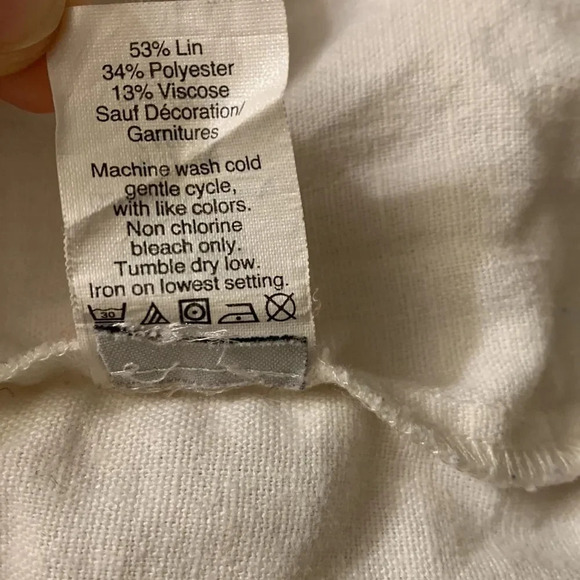 53% Lin
34% Polyester
13% Viscose
Sauf Décoration/
Garnitures
Machine wash cold
gentle cycle,
with like colors.
Non chlorine
bleach only.
Tumble dry low.
Iron on lowest setting.
30